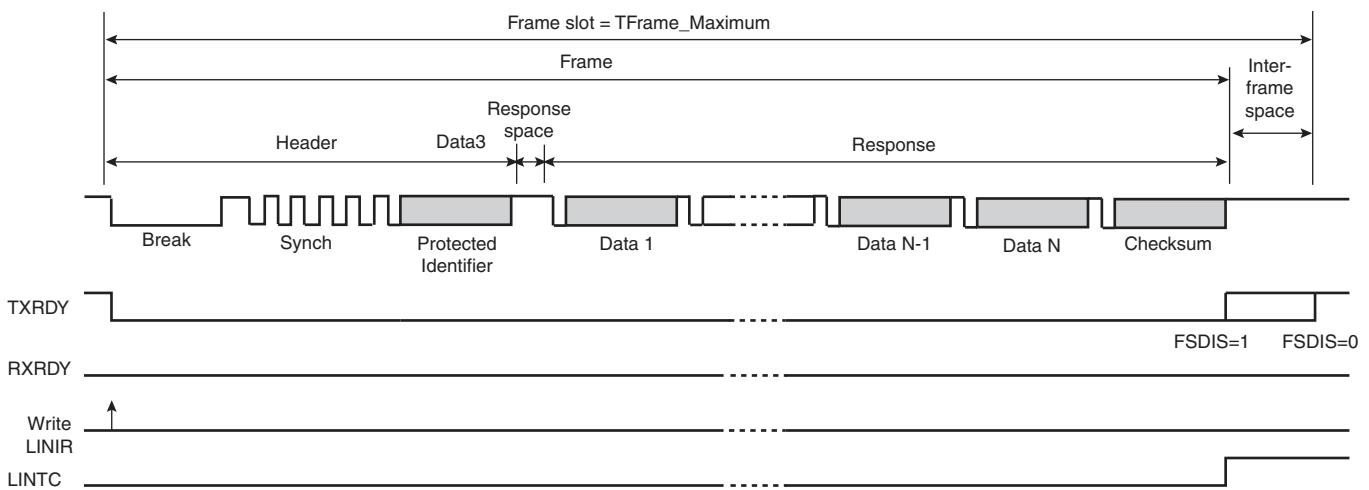 Frame slot = TFrame_Maximum
Frame
Inter-
frame
space
Response
space
Header
Data3
Response
Break
Synch
Protected
Identifier
Data 1
Data N-1
Data N
Checksum
TXRDY
FSDIS=1
FSDIS=0
RXRDY
Write
LINIR
LINTC